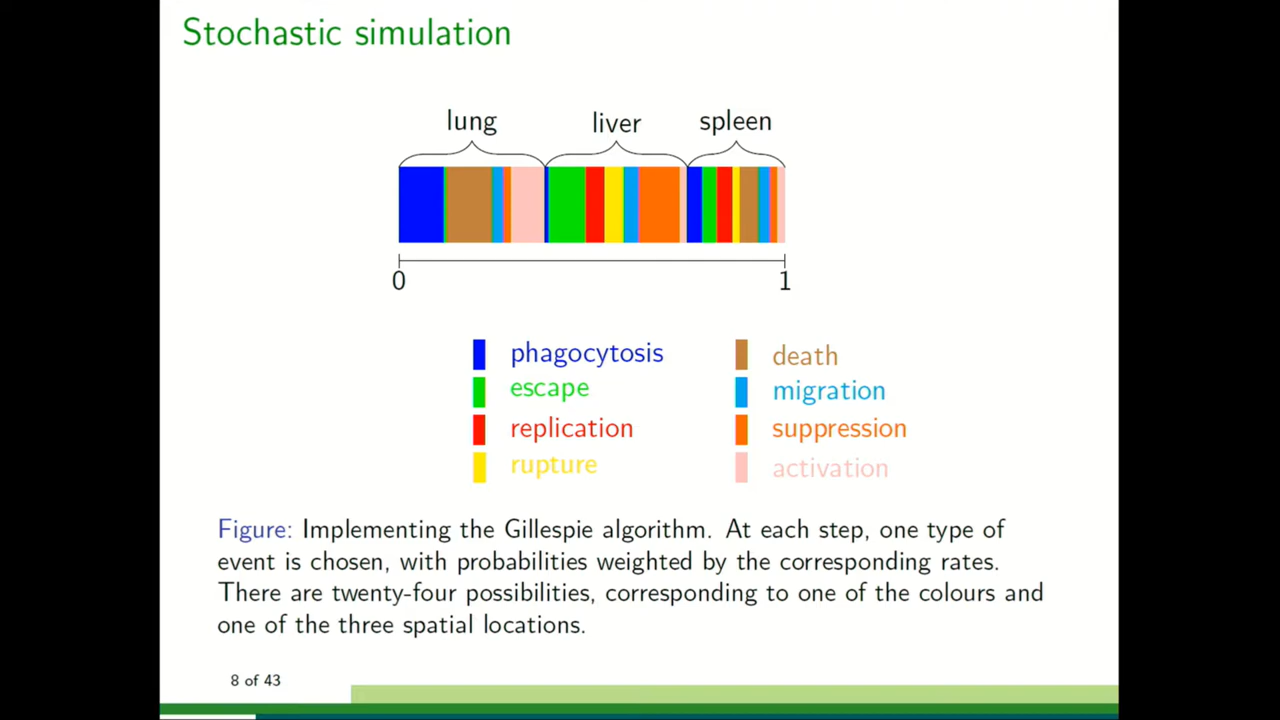 Stochastic simulation
lung liver spleen
0 1
phagocytosis death
escape migration
replication suppression
rupture activation
Figure: Implementing the Gillespie algorithm. At each step, one type of
event is chosen, with probabilities weighted by the corresponding rates.
There are twenty-four possibilities, corresponding to one of the colours and
one of the three spatial locations.
8 of 43